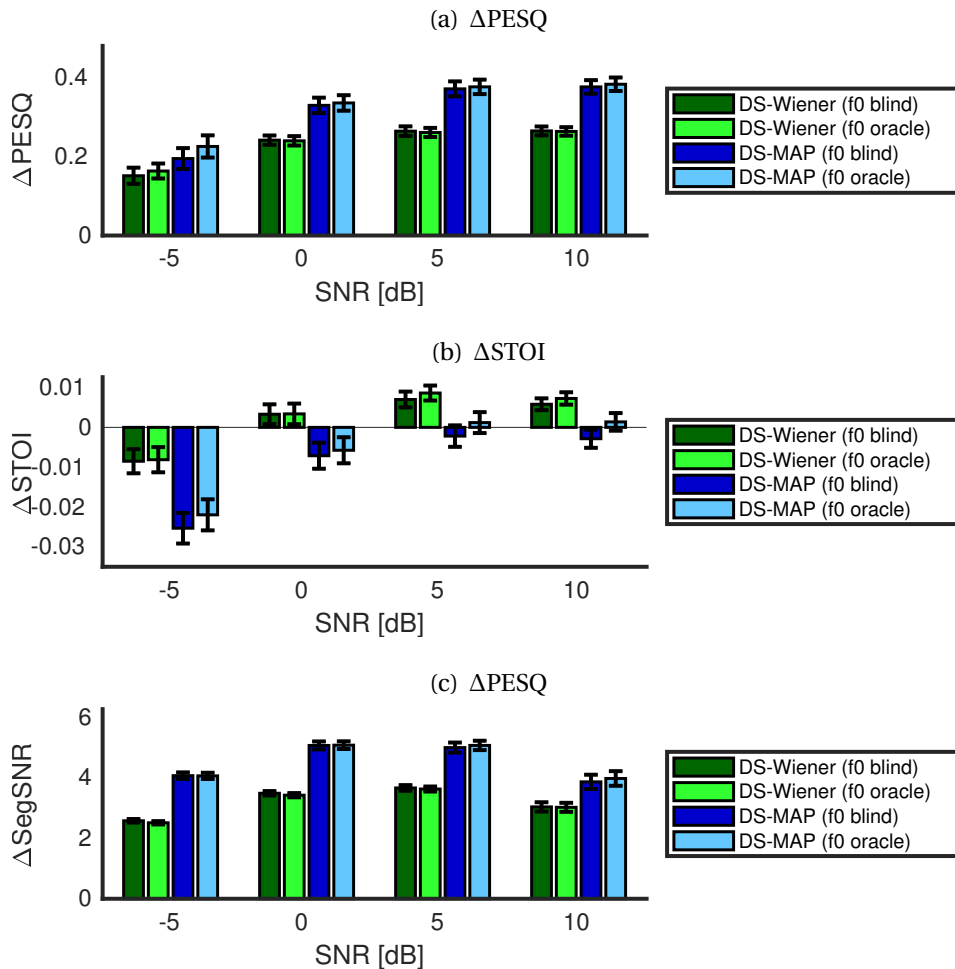 (a) ΔPESQ
ΔPESQ
0.4
0.2
0
-5 0 5 10
SNR [dB]
DS-Wiener (f0 blind)
DS-Wiener (f0 oracle)
DS-MAP (f0 blind)
DS-MAP (f0 oracle)
(b) ΔSTOI
ΔSTOI
0.01
0
-0.01
-0.02
-0.03
-5 0 5 10
SNR [dB]
DS-Wiener (f0 blind)
DS-Wiener (f0 oracle)
DS-MAP (f0 blind)
DS-MAP (f0 oracle)
(c) ΔPESQ
ΔSegSNR
6
4
2
0
-5 0 5 10
SNR [dB]
DS-Wiener (f0 blind)
DS-Wiener (f0 oracle)
DS-MAP (f0 blind)
DS-MAP (f0 oracle)